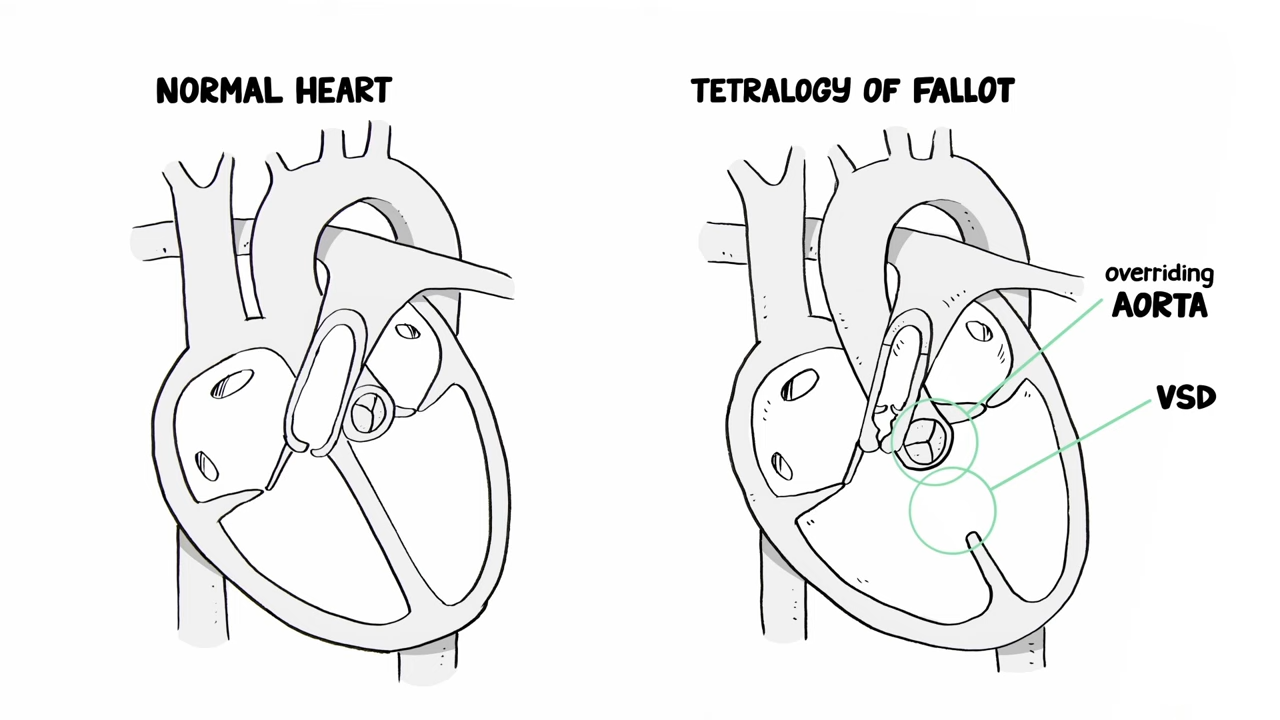 NORMAL HEART
TETRALOGY OF FALLOT
overriding
AORTA
VSD